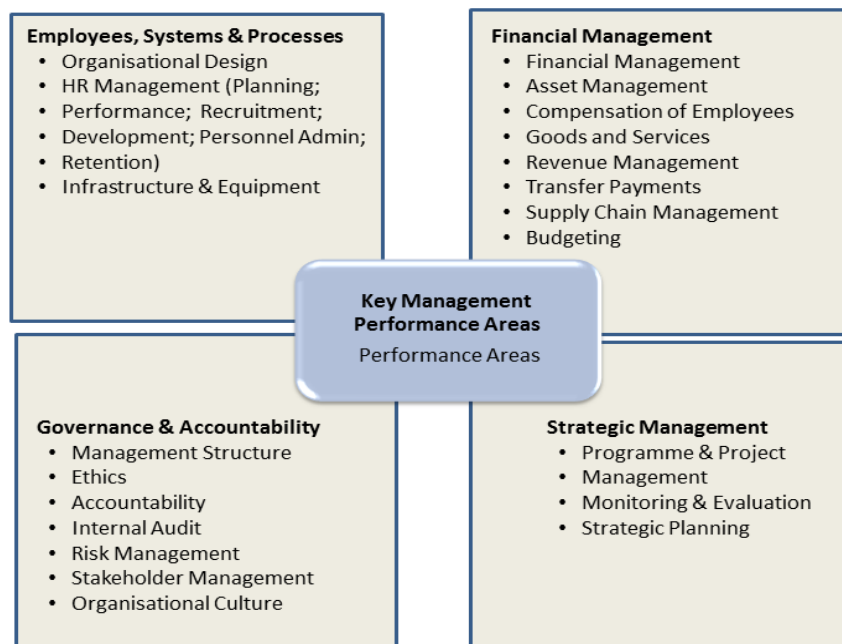 Employees, Systems & Processes
• Organisational Design
• HR Management (Planning;
• Performance; Recruitment;
• Development; Personnel Admin;
• Retention)
• Infrastructure & Equipment
Financial Management
• Financial Management
• Asset Management
• Compensation of Employees
• Goods and Services
• Revenue Management
• Transfer Payments
• Supply Chain Management
• Budgeting
Key Management
Performance Areas
Performance Areas
Governance & Accountability
• Management Structure
• Ethics
• Accountability
• Internal Audit
• Risk Management
• Stakeholder Management
• Organisational Culture
Strategic Management
• Programme & Project
• Management
• Monitoring & Evaluation
• Strategic Planning